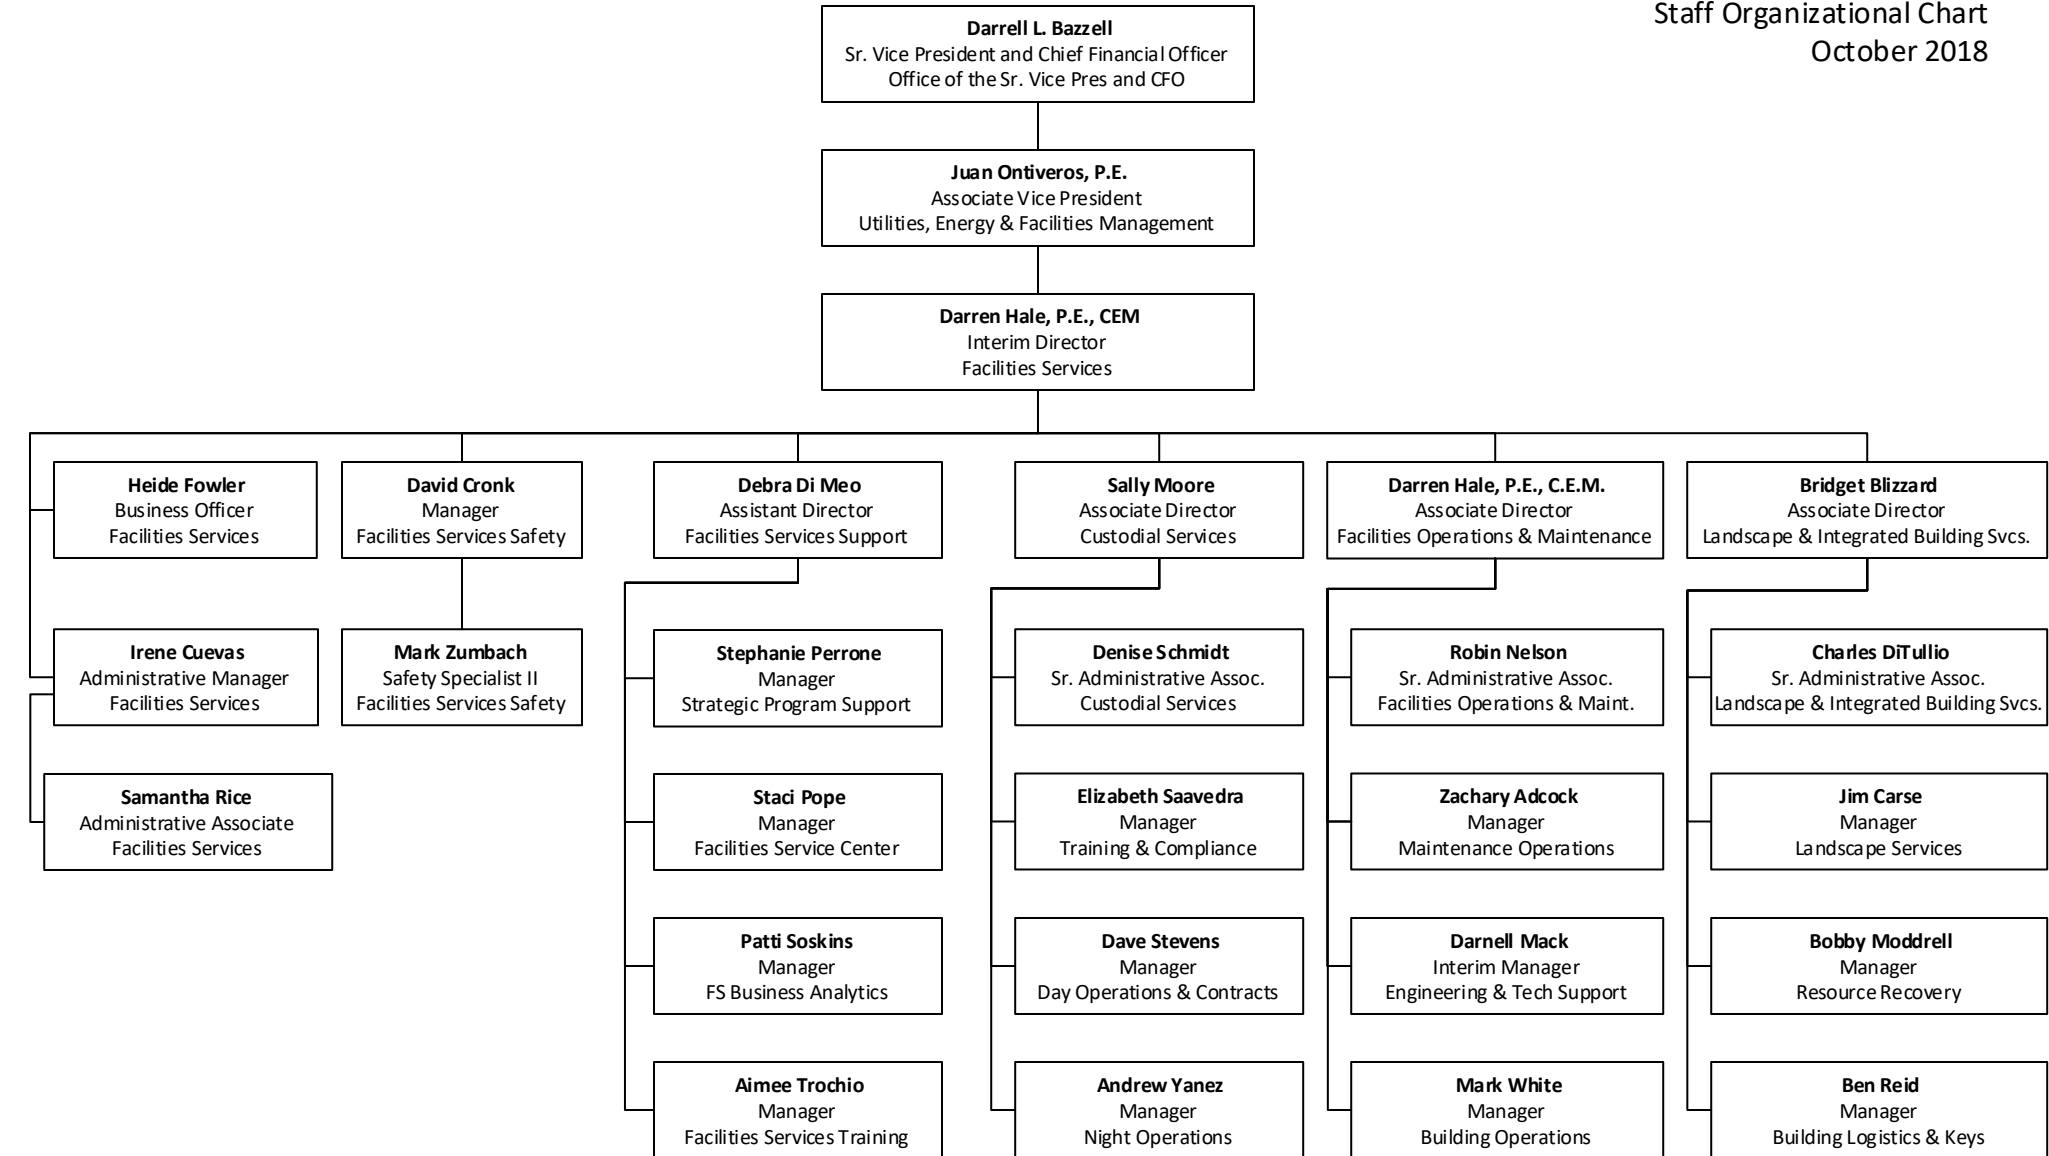 Staff Organizational Chart
October 2018
Darrell L. Bazzell
Sr. Vice President and Chief Financial Officer
Office of the Sr. Vice Pres and CFO
Juan Ontiveros, P.E.
Associate Vice President
Utilities, Energy & Facilities Management
Darren Hale, P.E., CEM
Interim Director
Facilities Services
Heide Fowler
Business Officer
Facilities Services
David Cronk
Manager
Facilities Services Safety
Debra Di Meo
Assistant Director
Facilities Services Support
Sally Moore
Associate Director
Custodial Services
Darren Hale, P.E., C.E.M.
Associate Director
Facilities Operations & Maintenance
Bridget Blizzard
Associate Director
Landscape & Integrated Building Svcs.
Irene Cuevas
Administrative Manager
Facilities Services
Mark Zumbach
Safety Specialist II
Facilities Services Safety
Stephanie Perrone
Manager
Strategic Program Support
Denise Schmidt
Sr. Administrative Assoc.
Custodial Services
Robin Nelson
Sr. Administrative Assoc.
Facilities Operations & Maint.
Charles DiTullio
Sr. Administrative Assoc.
Landscape & Integrated Building Svcs.
Samantha Rice
Administrative Associate
Facilities Services
Staci Pope
Manager
Facilities Service Center
Elizabeth Saavedra
Manager
Training & Compliance
Zachary Adcock
Manager
Maintenance Operations
Jim Carse
Manager
Landscape Services
Patti Soskins
Manager
FS Business Analytics
Dave Stevens
Manager
Day Operations & Contracts
Darnell Mack
Interim Manager
Engineering & Tech Support
Bobby Moddrell
Manager
Resource Recovery
Aimee Trochio
Manager
Facilities Services Training
Andrew Yanez
Manager
Night Operations
Mark White
Manager
Building Operations
Ben Reid
Manager
Building Logistics & Keys